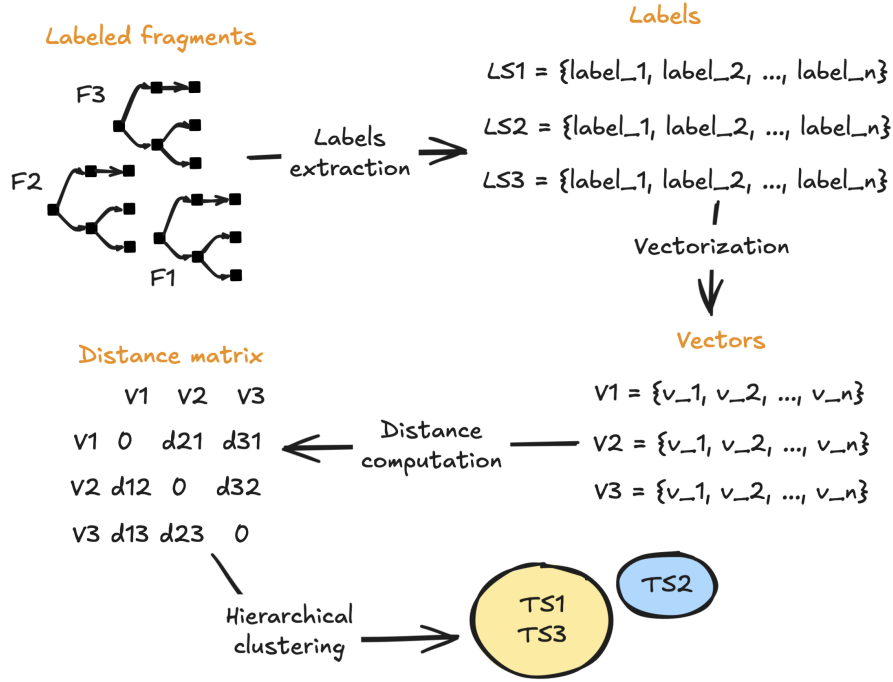 Labeled fragments
F3
F2
F1
Labels
extraction
Labels
LS1 = {label_1, label_2, ..., label_n}
LS2 = {label_1, label_2, ..., label_n}
LS3 = {label_1, label_2, ..., label_n}
Vectorization
Vectors
V1 = {v_1, v_2, ..., v_n}
V2 = {v_1, v_2, ..., v_n}
V3 = {v_1, v_2, ..., v_n}
Distance
computation
Distance matrix
V1 V2 V3
V1 0 d21 d31
V2 d12 0 d32
V3 d13 d23 0
Hierarchical
clustering
TS1
TS3
TS2